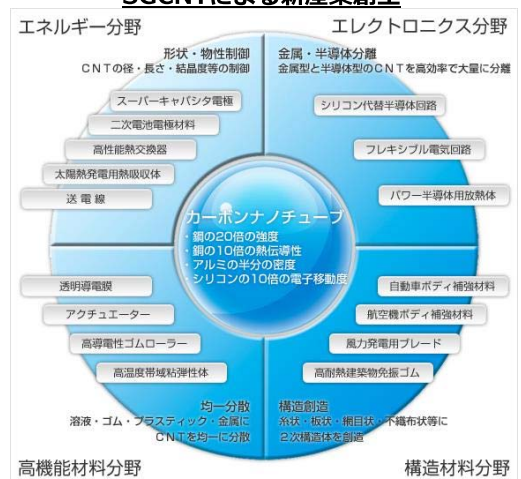 SGCNTによる新産業創生
エネルギー分野
エレクトロニクス分野
形状・物性制御
CNTの径・長さ・結晶度等の制御
金属・半導体分離
金属型と半導体型のCNTを高効率で大量に分離
スーパーキャパシタ電極
二次電池電極材料
高性能熱交換器
太陽熱発電用熱吸収体
送電線
シリコン代替半導体回路
フレキシブル電気回路
パワー半導体用放熱体
カーボンナノチューブ
・鋼の20倍の強度
・銅の10倍の熱伝導性
・アルミの半分の密度
・シリコンの10倍の電子移動度
透明導電膜
アクチュエーター
高導電性ゴムローラー
高温度帯域粘弾性体
自動車ボディ補強材料
航空機ボディ補強材料
風力発電用ブレード
高耐熱建築物免振ゴム
均一分散
溶液・ゴム・プラスティック・金属に
CNTを均一に分散
構造創造
糸状・板状・網目状・不織布状等に
2次構造体を創造
高機能材料分野
構造材料分野